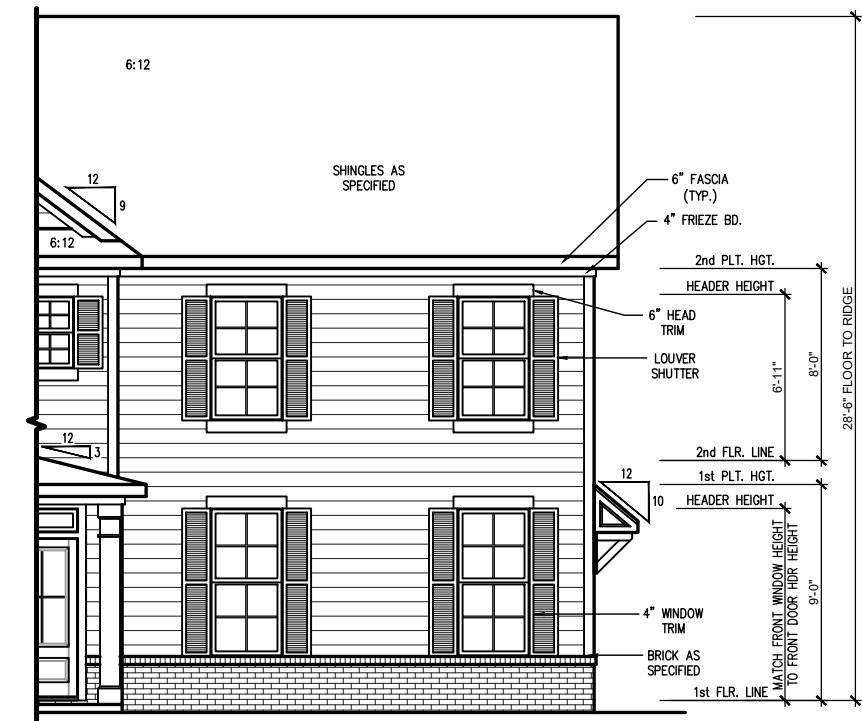 6:12
SHINGLES AS
SPECIFIED
12
9
6:12
6" FASCIA
(TYP.)
4" FRIEZE BD.
2nd PLT. HGT.
HEADER HEIGHT
6" HEAD
TRIM
LOUVER
SHUTTER
6'-11"
8'-0"
28'-6" FLOOR TO RIDGE
12
3
2nd FLR. LINE
1st PLT. HGT.
12
10
HEADER HEIGHT
MATCH FRONT WINDOW HEIGHT
TO FRONT DOOR HDR HEIGHT
9'-0"
4" WINDOW
TRIM
BRICK AS
SPECIFIED
1st FLR. LINE